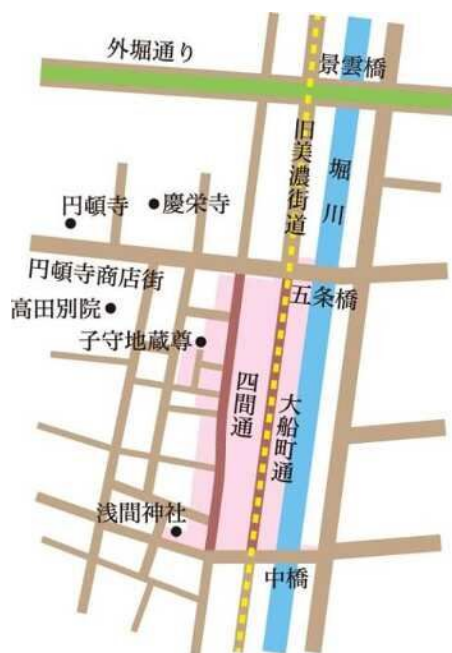 外堀通り
景雲橋
旧美濃街道
堀川
円頓寺
慶栄寺
円頓寺商店街
五条橋
高田別院
子守地蔵尊
四間通
大船町通
浅間神社
中橋